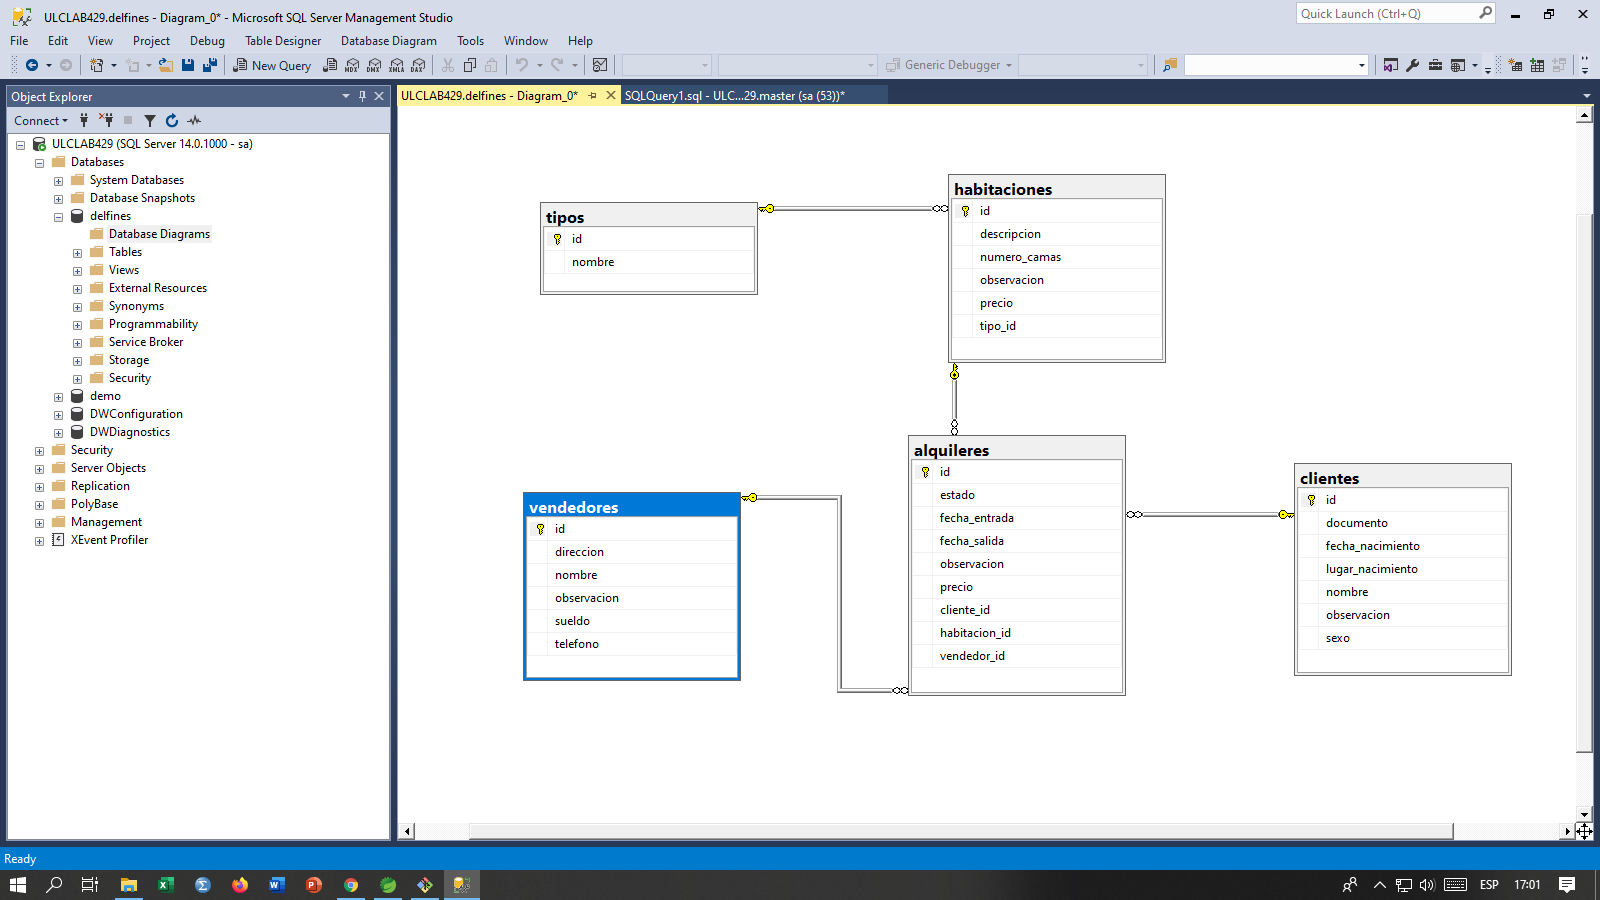 ULCLAB429.delfines - Diagram_0* - Microsoft SQL Server Management Studio
Quick Launch (Ctrl+Q)
File Edit View Project Debug Table Designer Database Diagram Tools Window Help
New Query
MDX DMX XMLA DAX
Generic Debugger
Object Explorer
Connect
ULCLAB429 (SQL Server 14.0.1000 - sa)
Databases
System Databases
Database Snapshots
delfines
Database Diagrams
Tables
Views
External Resources
Synonyms
Programmability
Service Broker
Storage
Security
demo
DWConfiguration
DWDiagnostics
Security
Server Objects
Replication
PolyBase
Management
XEvent Profiler
ULCLAB429.delfines - Diagram_0*
SQLQuery1.sql - ULC...29.master (sa (53))*
tipos
id
nombre
habitaciones
id
descripcion
numero_camas
observacion
precio
tipo_id
vendedores
id
direccion
nombre
observacion
sueldo
telefono
alquileres
id
estado
fecha_entrada
fecha_salida
observacion
precio
cliente_id
habitacion_id
vendedor_id
clientes
id
documento
fecha_nacimiento
lugar_nacimiento
nombre
observacion
sexo
Ready
ESP
17:01